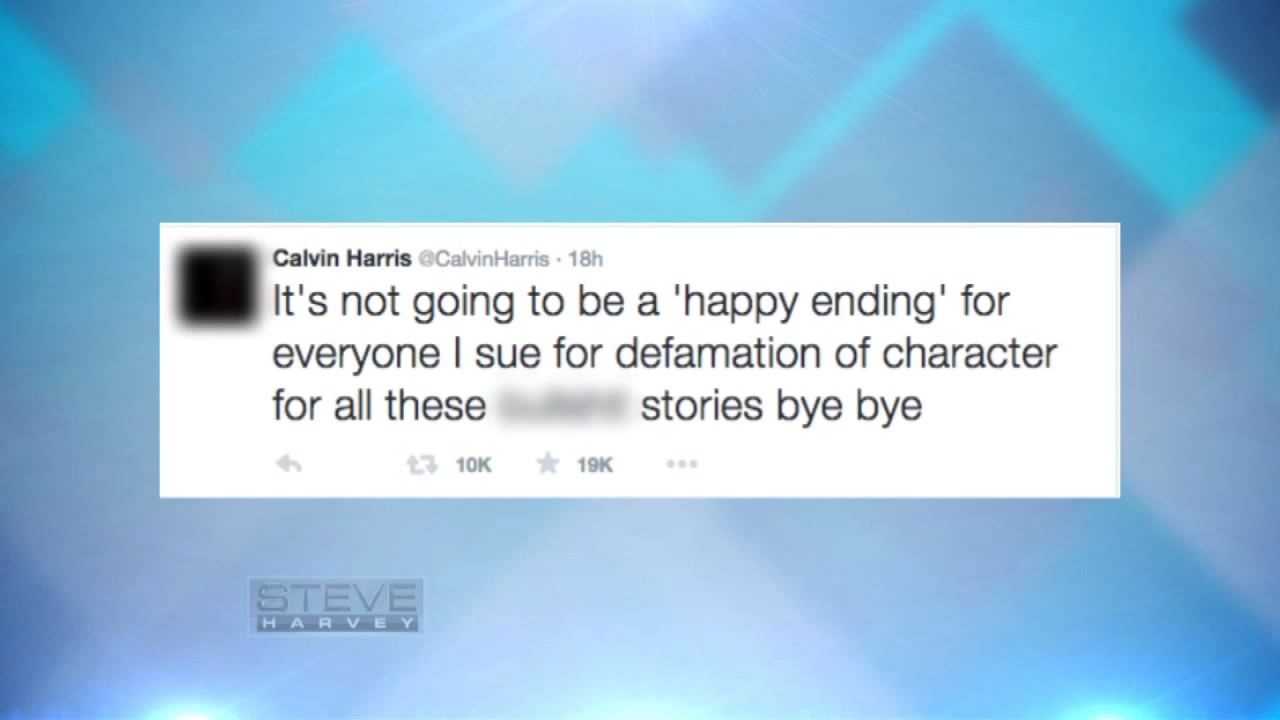 Calvin Harris @CalvinHarris · 18h
It's not going to be a 'happy ending' for
everyone I sue for defamation of character
for all these stories bye bye
10K 19K
STEVE
HARVEY